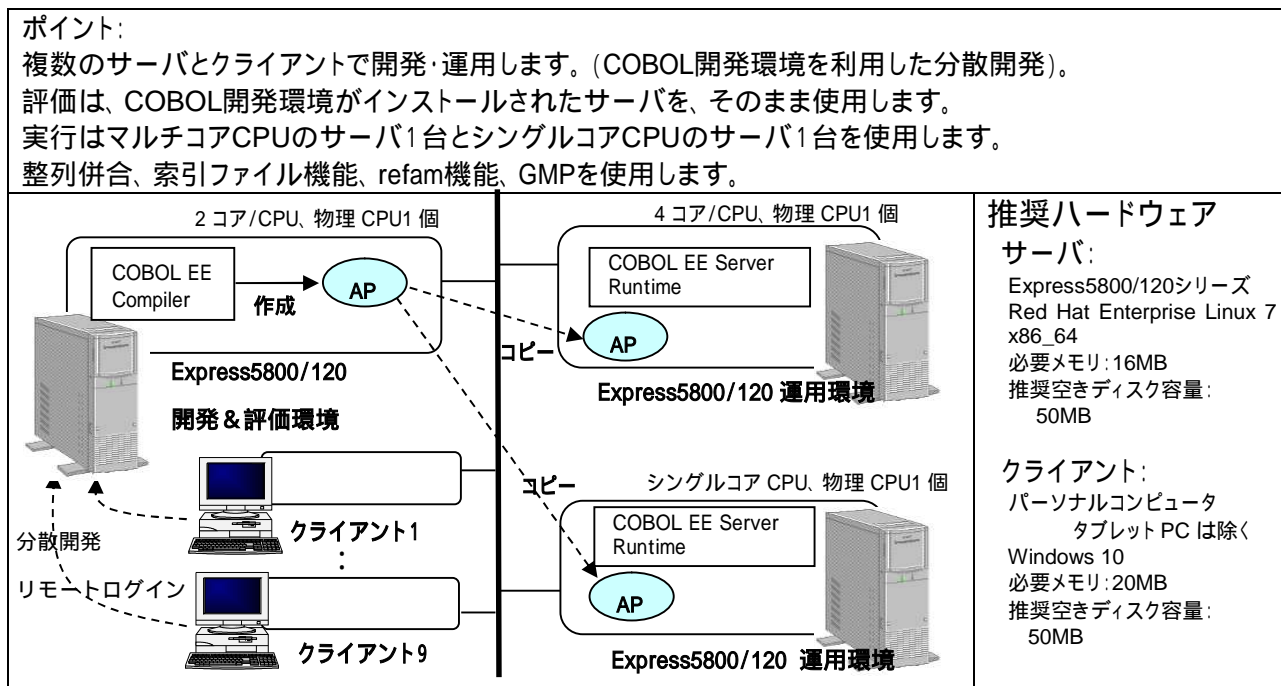 ポイント:
複数のサーバとクライアントで開発･運用します。(COBOL開発環境を利用した分散開発)。
評価は、COBOL開発環境がインストールされたサーバを、そのまま使用します。
実行はマルチコアCPUのサーバ1台とシングルコアCPUのサーバ1台を使用します。
整列併合、索引ファイル機能、refam機能、GMPを使用します。
2 コア/CPU、物理 CPU1 個
COBOL EE
Compiler
作成
AP
Express5800/120
開発＆評価環境
クライアント1
:
クライアント9
分散開発
リモートログイン
4 コア/CPU、物理 CPU1 個
COBOL EE Server
Runtime
コピー
AP
Express5800/120 運用環境
コピー
シングルコア CPU、物理 CPU1 個
COBOL EE Server
Runtime
AP
Express5800/120 運用環境
推奨ハードウェア
サーバ:
Express5800/120シリーズ
Red Hat Enterprise Linux 7
x86_64
必要メモリ:16MB
推奨空きディスク容量:
50MB
クライアント:
パーソナルコンピュータ
タブレット PC は除く
Windows 10
必要メモリ:20MB
推奨空きディスク容量:
50MB